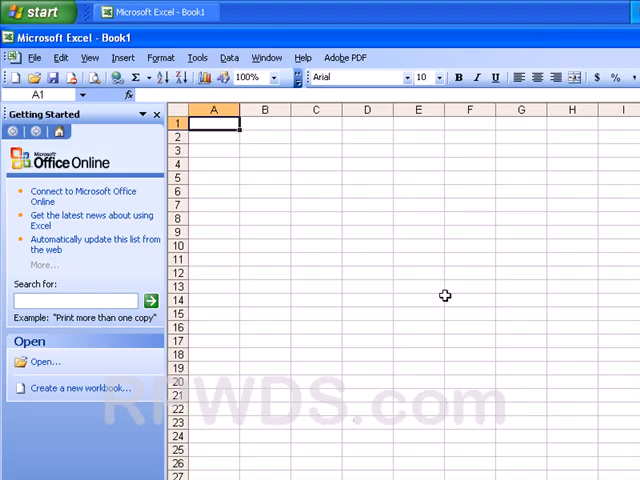 start
Microsoft Excel - Book1
Microsoft Excel - Book1
File Edit View Insert Format Tools Data Window Help Adobe PDF
100% Arial 10 B I U $ %
A1 fx
Getting Started
Microsoft
Office Online
Connect to Microsoft Office
Online
Get the latest news about using
Excel
Automatically update this list from
the web
More...
Search for:
Example: "Print more than one copy"
Open
Open...
Create a new workbook...
A B C D E F G H I
1
2
3
4
5
6
7
8
9
10
11
12
13
14
15
16
17
18
19
20
21
22
23
24
25
26
27